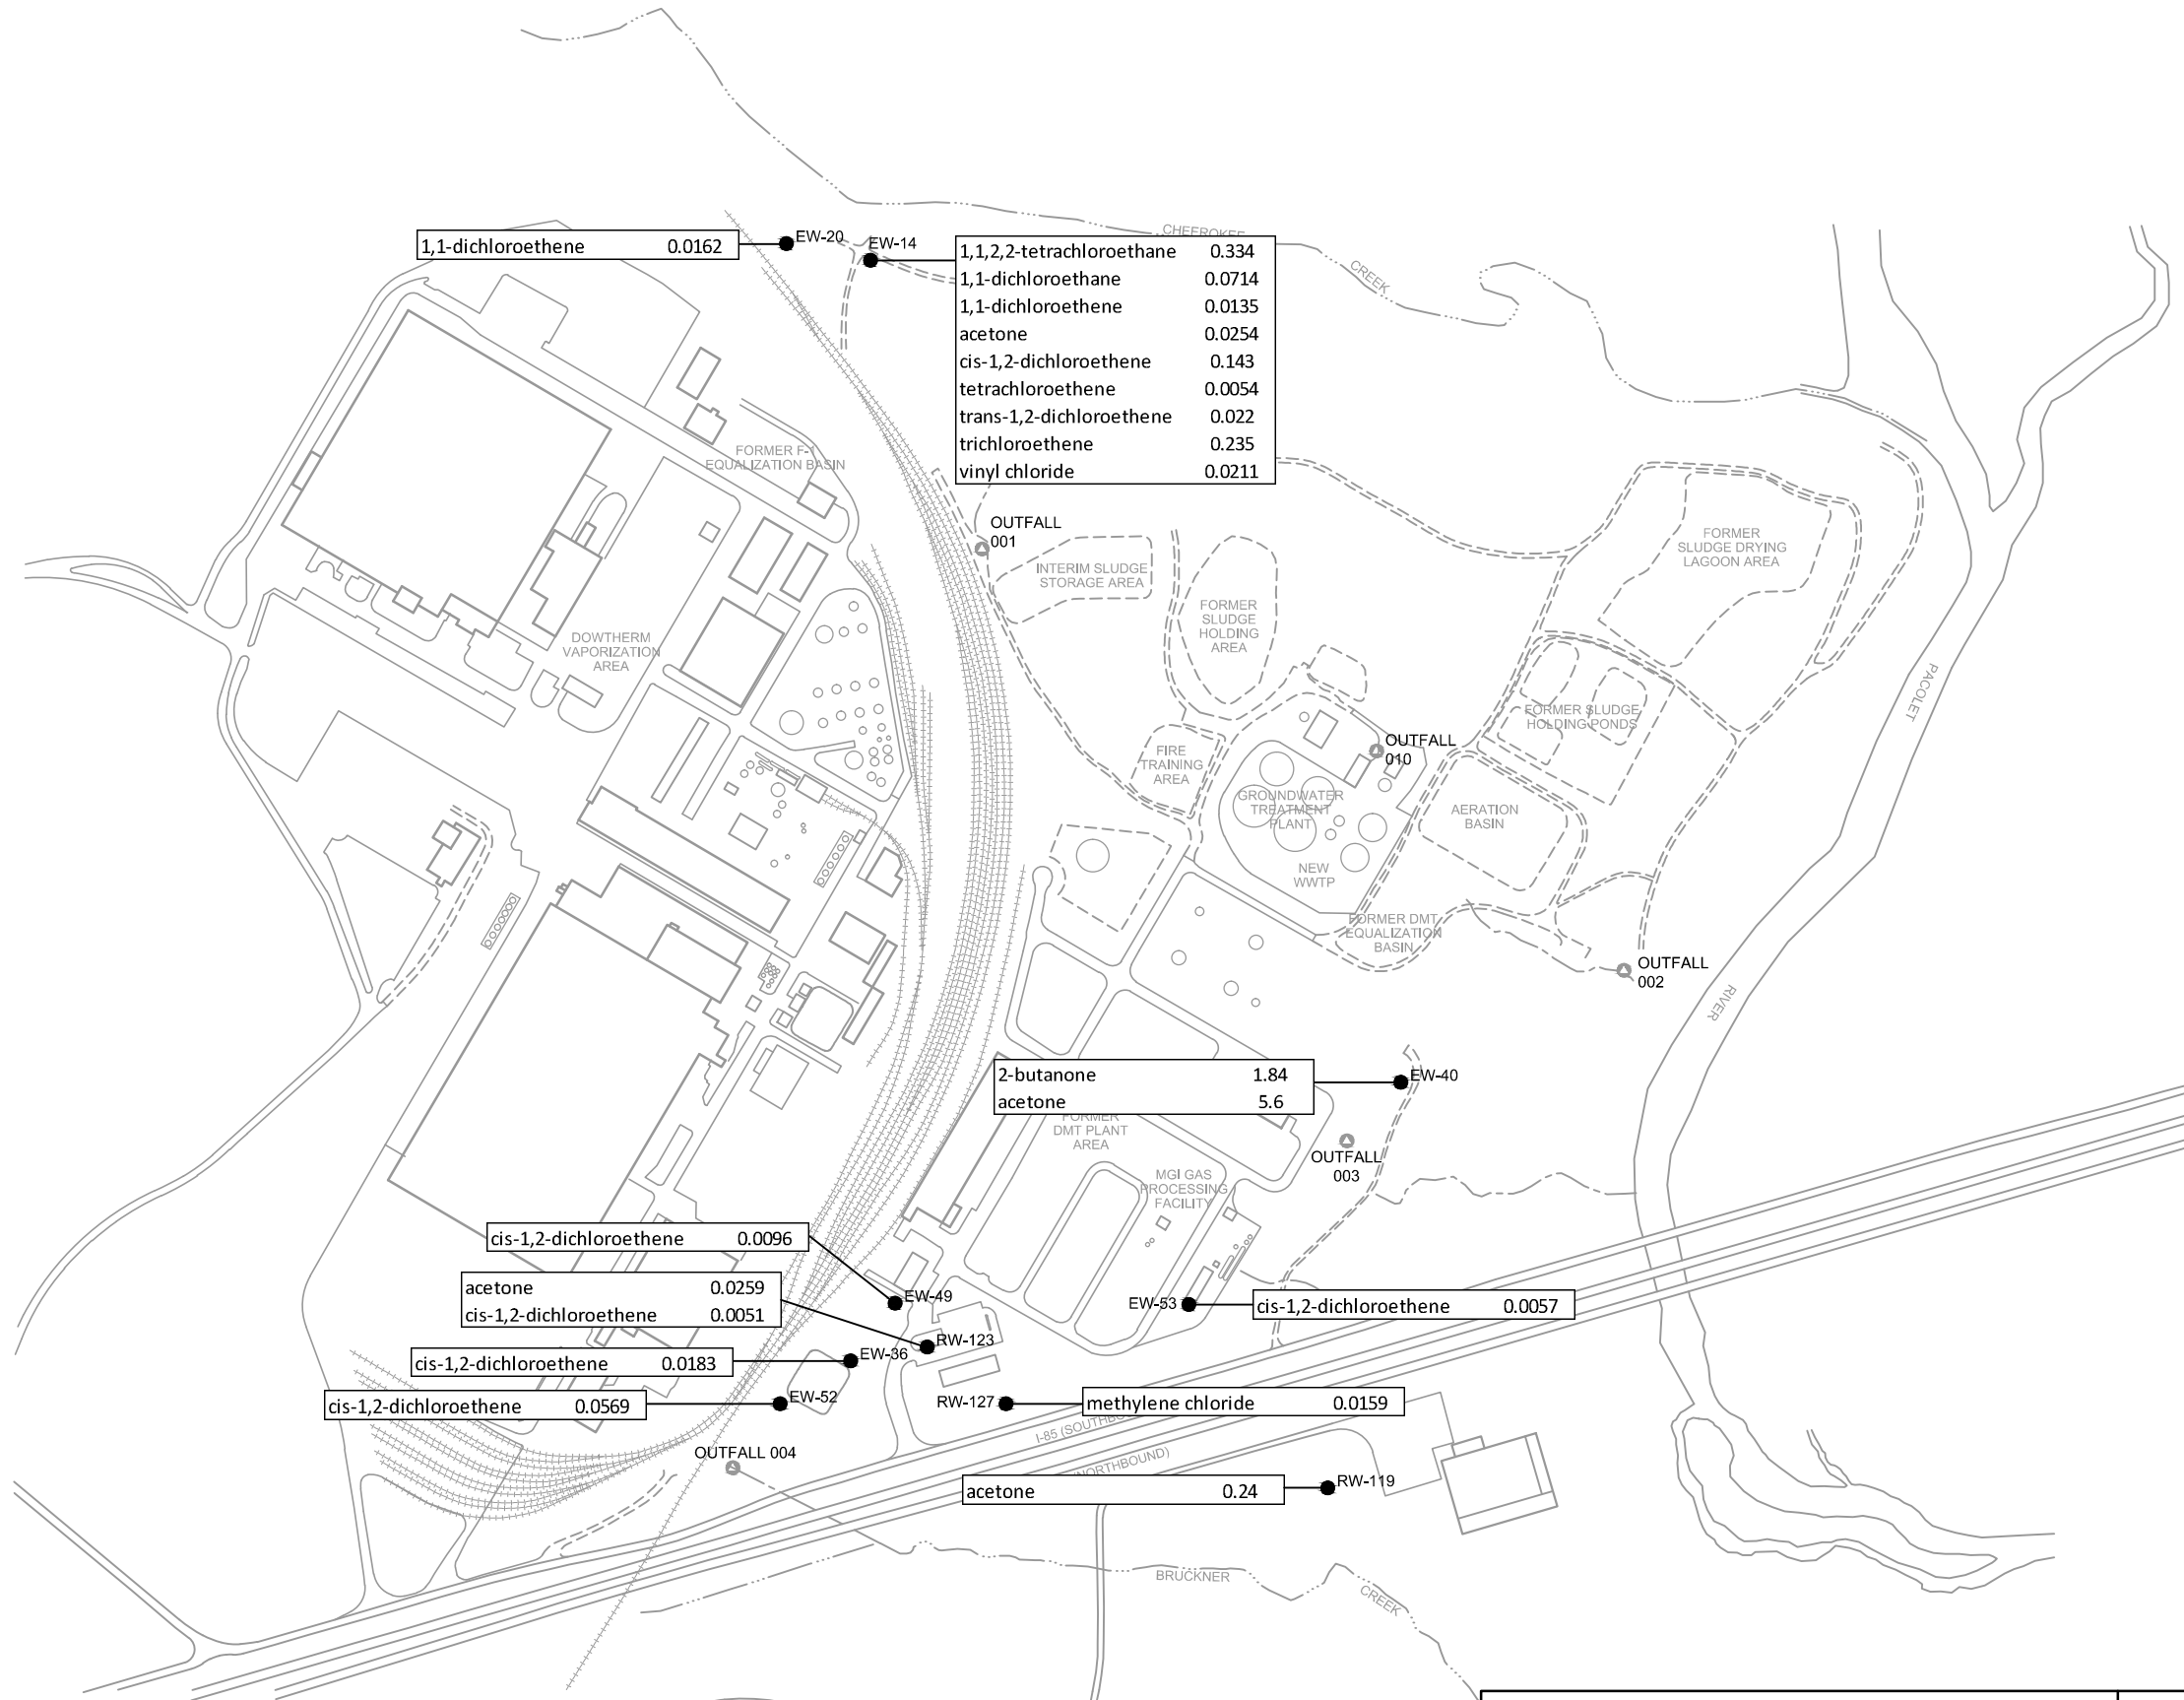 CHEEROKEE
CREEK
1,1-dichloroethene 0.0162
EW-20
EW-14
1,1,2,2-tetrachloroethane 0.334
1,1-dichloroethane 0.0714
1,1-dichloroethene 0.0135
acetone 0.0254
cis-1,2-dichloroethene 0.143
tetrachloroethene 0.0054
trans-1,2-dichloroethene 0.022
trichloroethene 0.235
vinyl chloride 0.0211
FORMER F-1
EQUALIZATION BASIN
OUTFALL
001
INTERIM SLUDGE
STORAGE AREA
FORMER
SLUDGE
HOLDING
AREA
FORMER
SLUDGE DRYING
LAGOON AREA
DOWTHERM
VAPORIZATION
AREA
PACOLET
FORMER SLUDGE
HOLDING PONDS
FIRE
TRAINING
AREA
OUTFALL
010
GROUNDWATER
TREATMENT
PLANT
AERATION
BASIN
NEW
WWTP
FORMER DMT
EQUALIZATION
BASIN
OUTFALL
002
RIVER
2-butanone 1.84
acetone 5.6
EW-40
FORMER
DMT PLANT
AREA
OUTFALL
003
MGI GAS
PROCESSING
FACILITY
cis-1,2-dichloroethene 0.0096
EW-49
acetone 0.0259
cis-1,2-dichloroethene 0.0051
RW-123
EW-53
cis-1,2-dichloroethene 0.0057
cis-1,2-dichloroethene 0.0183
EW-36
cis-1,2-dichloroethene 0.0569
EW-52
RW-127
methylene chloride 0.0159
I-85
(NORTHBOUND)
OUTFALL 004
acetone 0.24
RW-119
BRUCKNER
CREEK